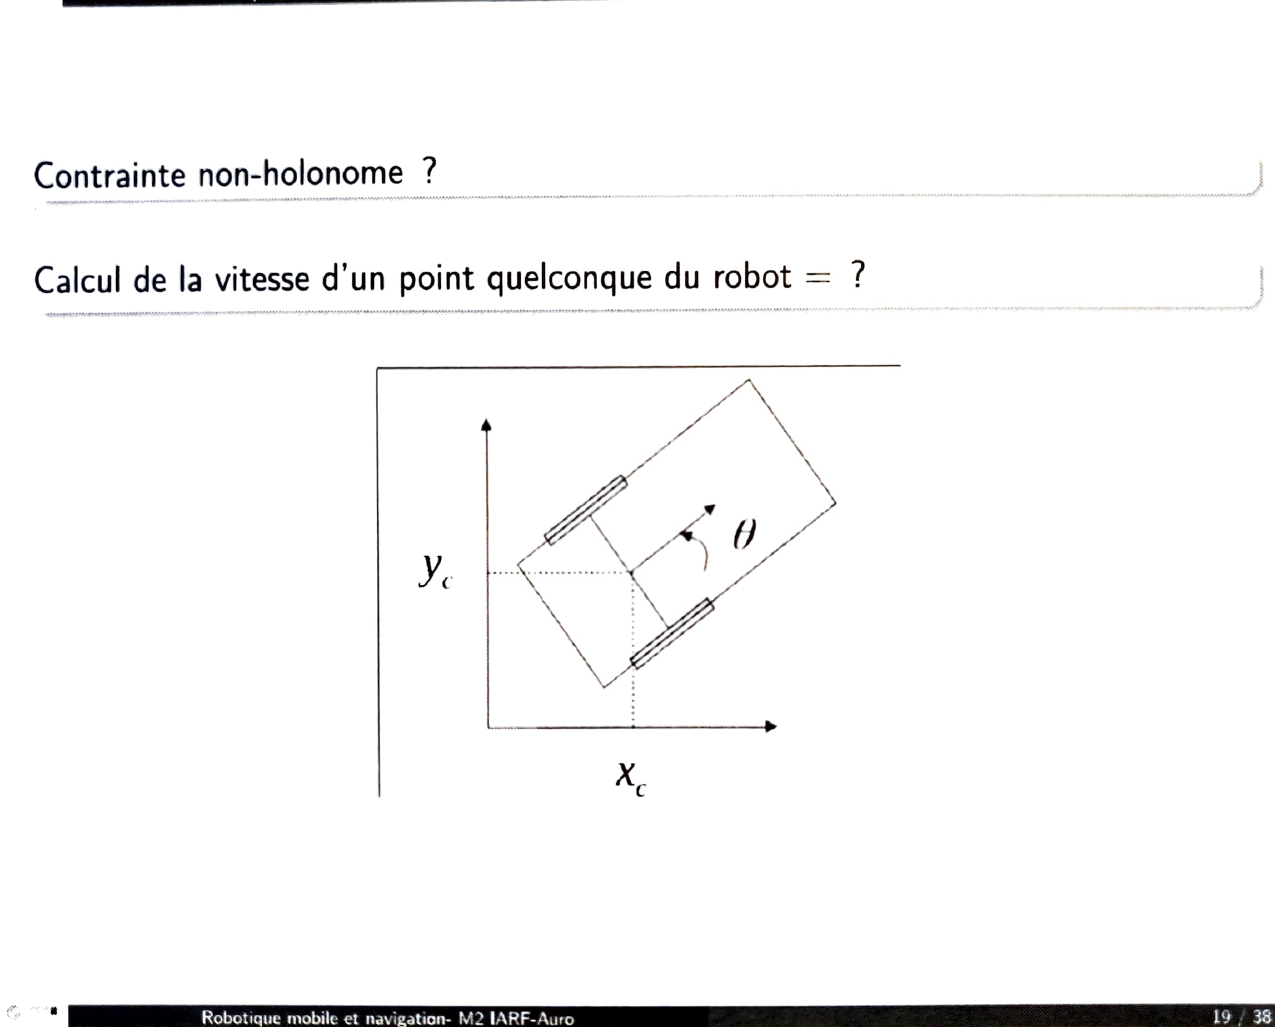 Contrainte non-holonome ?
Calcul de la vitesse d'un point quelconque du robot = ?
θ
y_c
x_c
Robotique mobile et navigation- M2 IARF-Auro
19 / 38